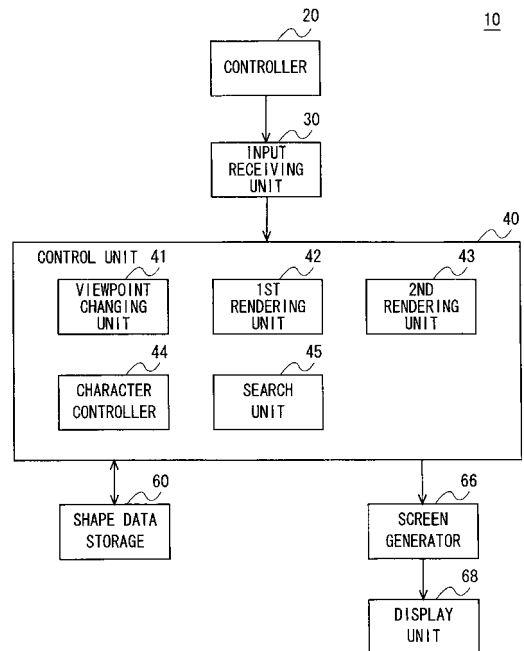 10
20
CONTROLLER
30
INPUT
RECEIVING
UNIT
40
CONTROL UNIT
41
VIEWPOINT
CHANGING
UNIT
42
1ST
RENDERING
UNIT
43
2ND
RENDERING
UNIT
44
CHARACTER
CONTROLLER
45
SEARCH
UNIT
60
SHAPE DATA
STORAGE
66
SCREEN
GENERATOR
68
DISPLAY
UNIT